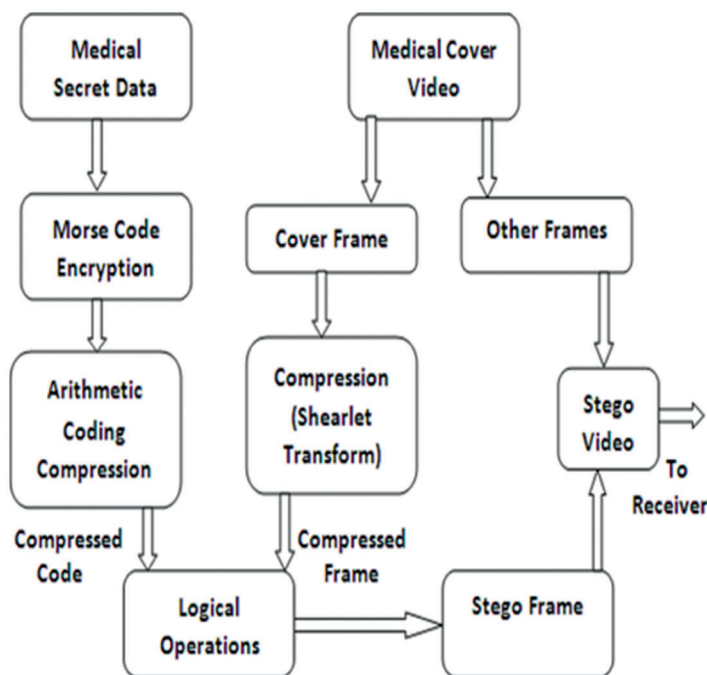 Medical
Secret Data
Medical Cover
Video
Morse Code
Encryption
Cover Frame
Other Frames
Arithmetic
Coding
Compression
Compression
(Shearlet
Transform)
Stego
Video
To
Receiver
Compressed
Code
Compressed
Frame
Logical
Operations
Stego Frame